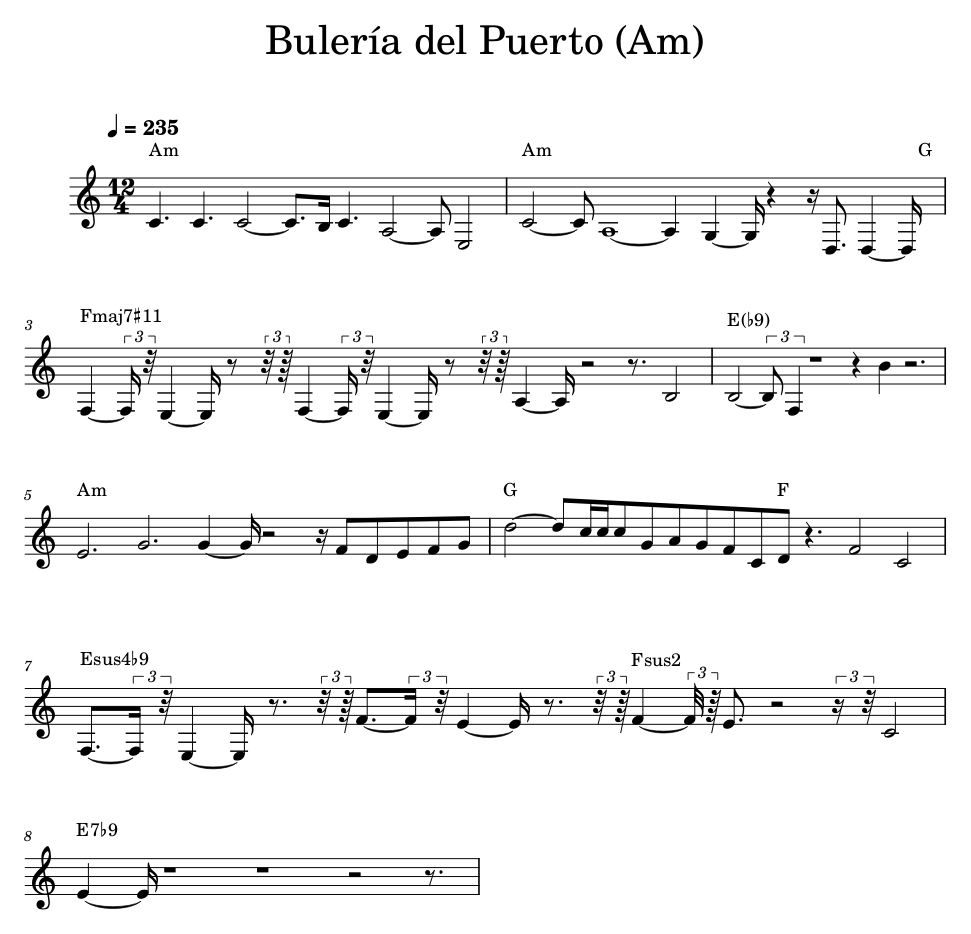 Bulería del Puerto (Am)
♩ = 235
Am Am G
12
4
3 Fmaj7♯11 E(♭9)
3 3 3 3 3
5 Am G F
7 Esus4♭9 Fsus2
3 3 3 3 3 3
8 E7♭9